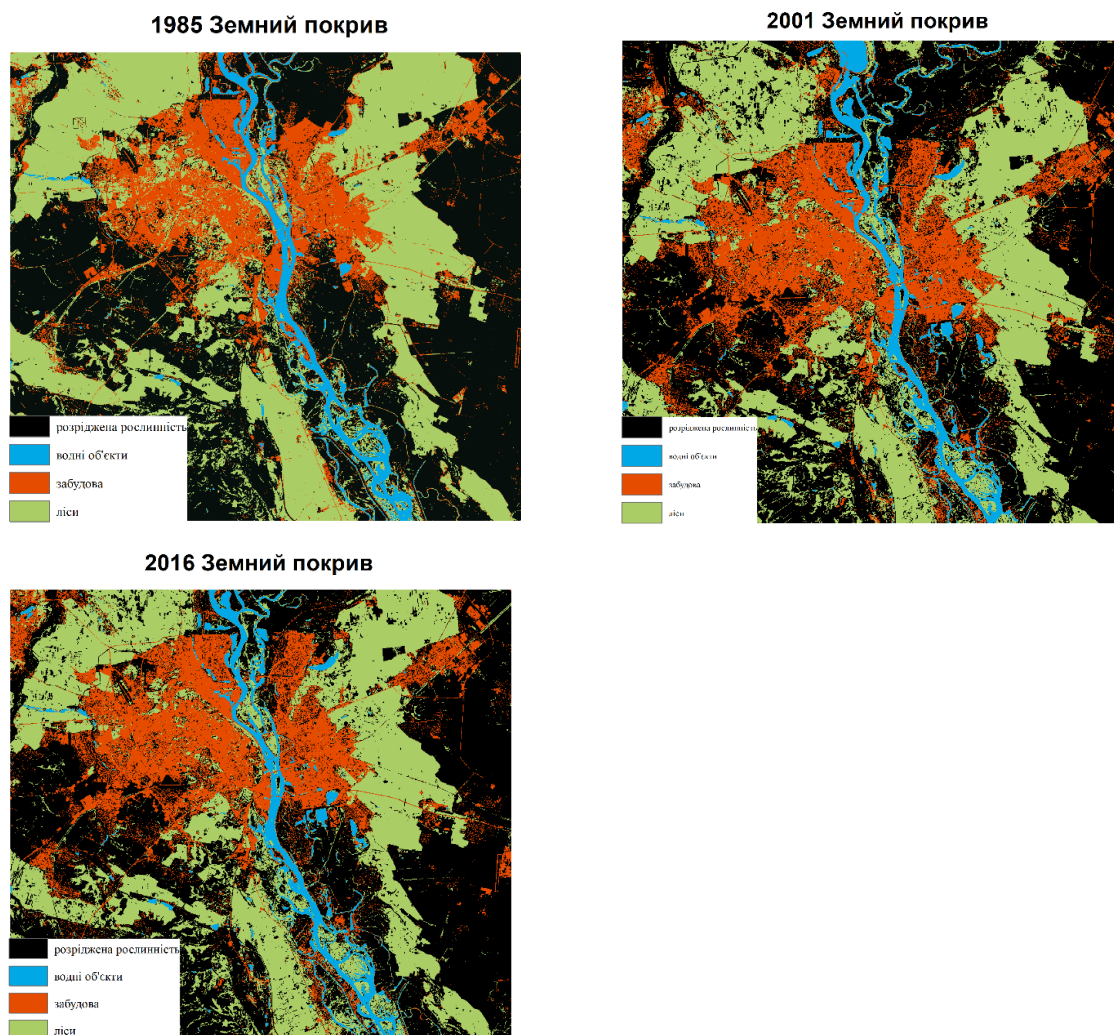 1985 Земний покрив
розріджена рослинність
водні об'єкти
забудова
ліси
2001 Земний покрив
розріджена рослинність
водні об'єкти
забудова
ліси
2016 Земний покрив
розріджена рослинність
водні об'єкти
забудова
ліси